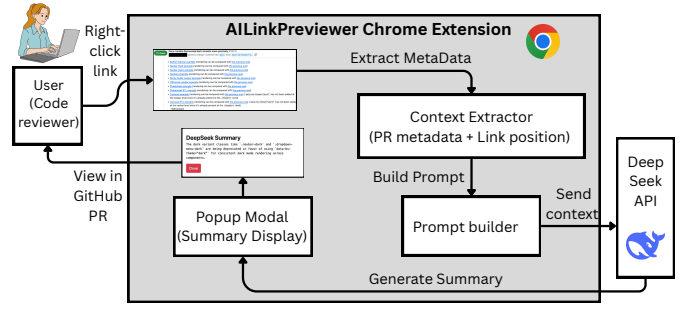 AILinkPreviewer Chrome Extension
Right-
click
link
User
(Code
reviewer)
Extract MetaData
Context Extractor
(PR metadata + Link position)
Build Prompt
Prompt builder
Send
context
Deep
Seek
API
Generate Summary
Popup Modal
(Summary Display)
DeepSeek Summary
The dark variant classes like `.navbar-dark` and `.dropdown-
menu-dark` are being deprecated in favor of using `data-bs-
theme="dark"` for consistent dark mode rendering across
components.
Close
View in
GitHub
PR